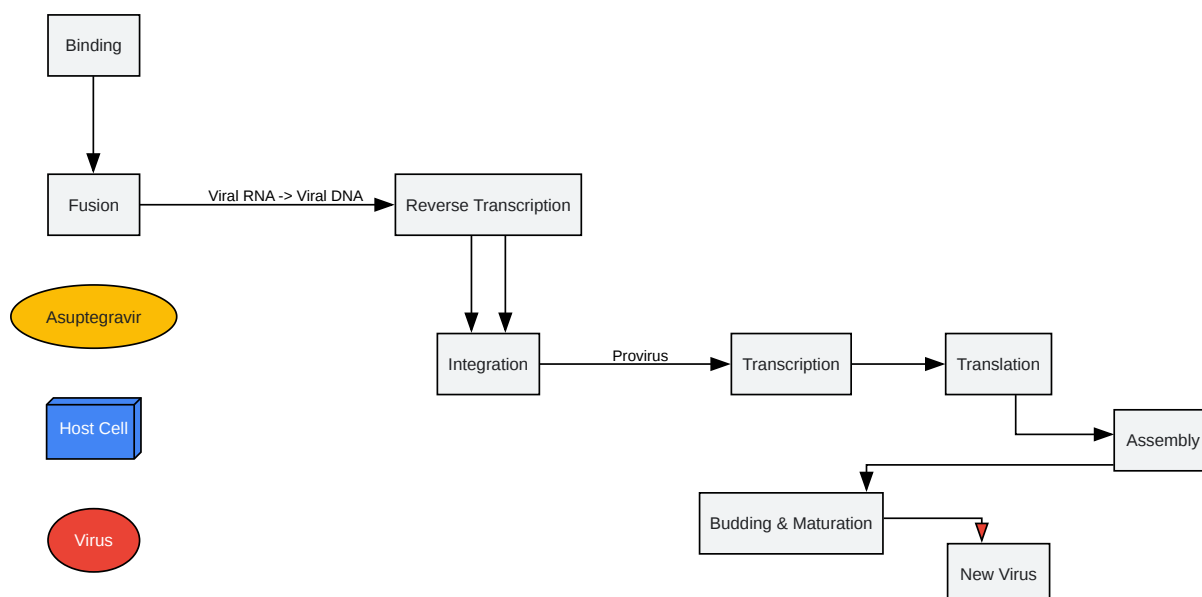 Binding
Fusion
Viral RNA -> Viral DNA
Reverse Transcription
Asuptegravir
Integration
Provirus
Transcription
Translation
Host Cell
Assembly
Budding & Maturation
Virus
New Virus